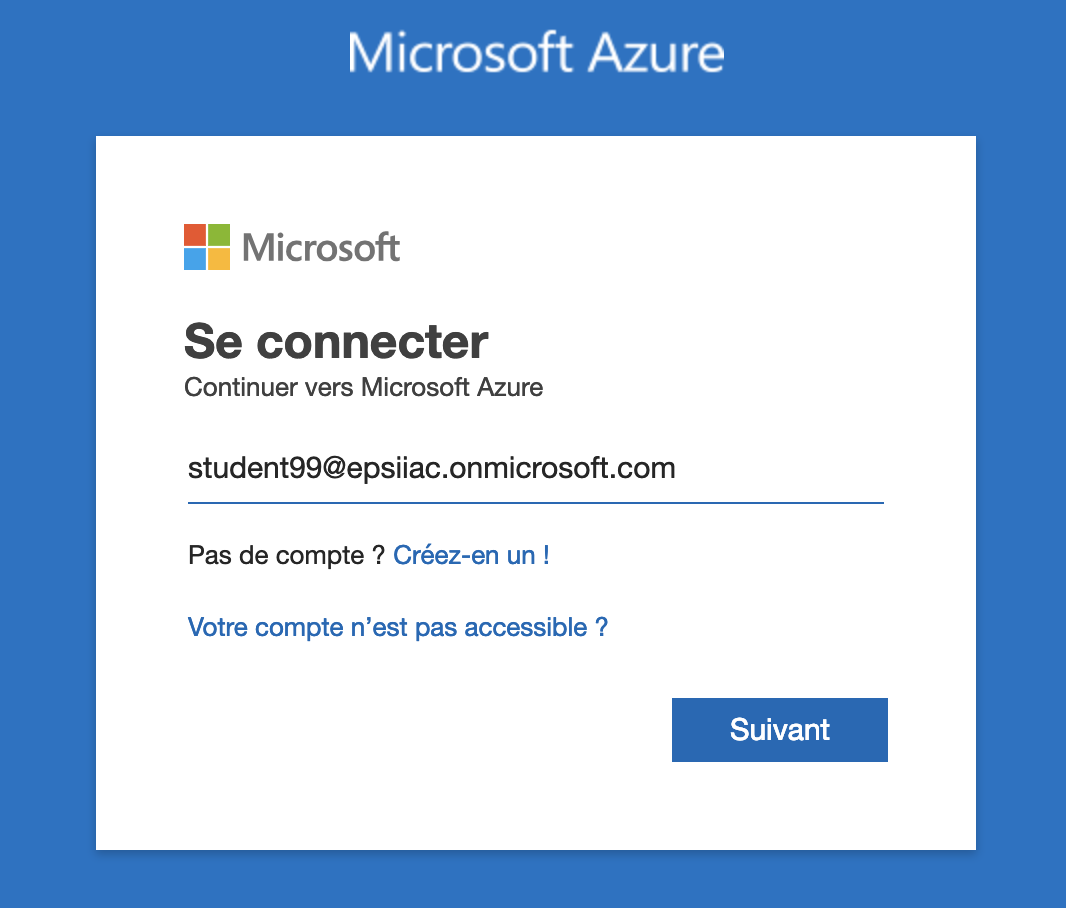 Microsoft Azure
Microsoft
Se connecter
Continuer vers Microsoft Azure
student99@epsiiac.onmicrosoft.com
Pas de compte ? Créez-en un !
Votre compte n’est pas accessible ?
Suivant